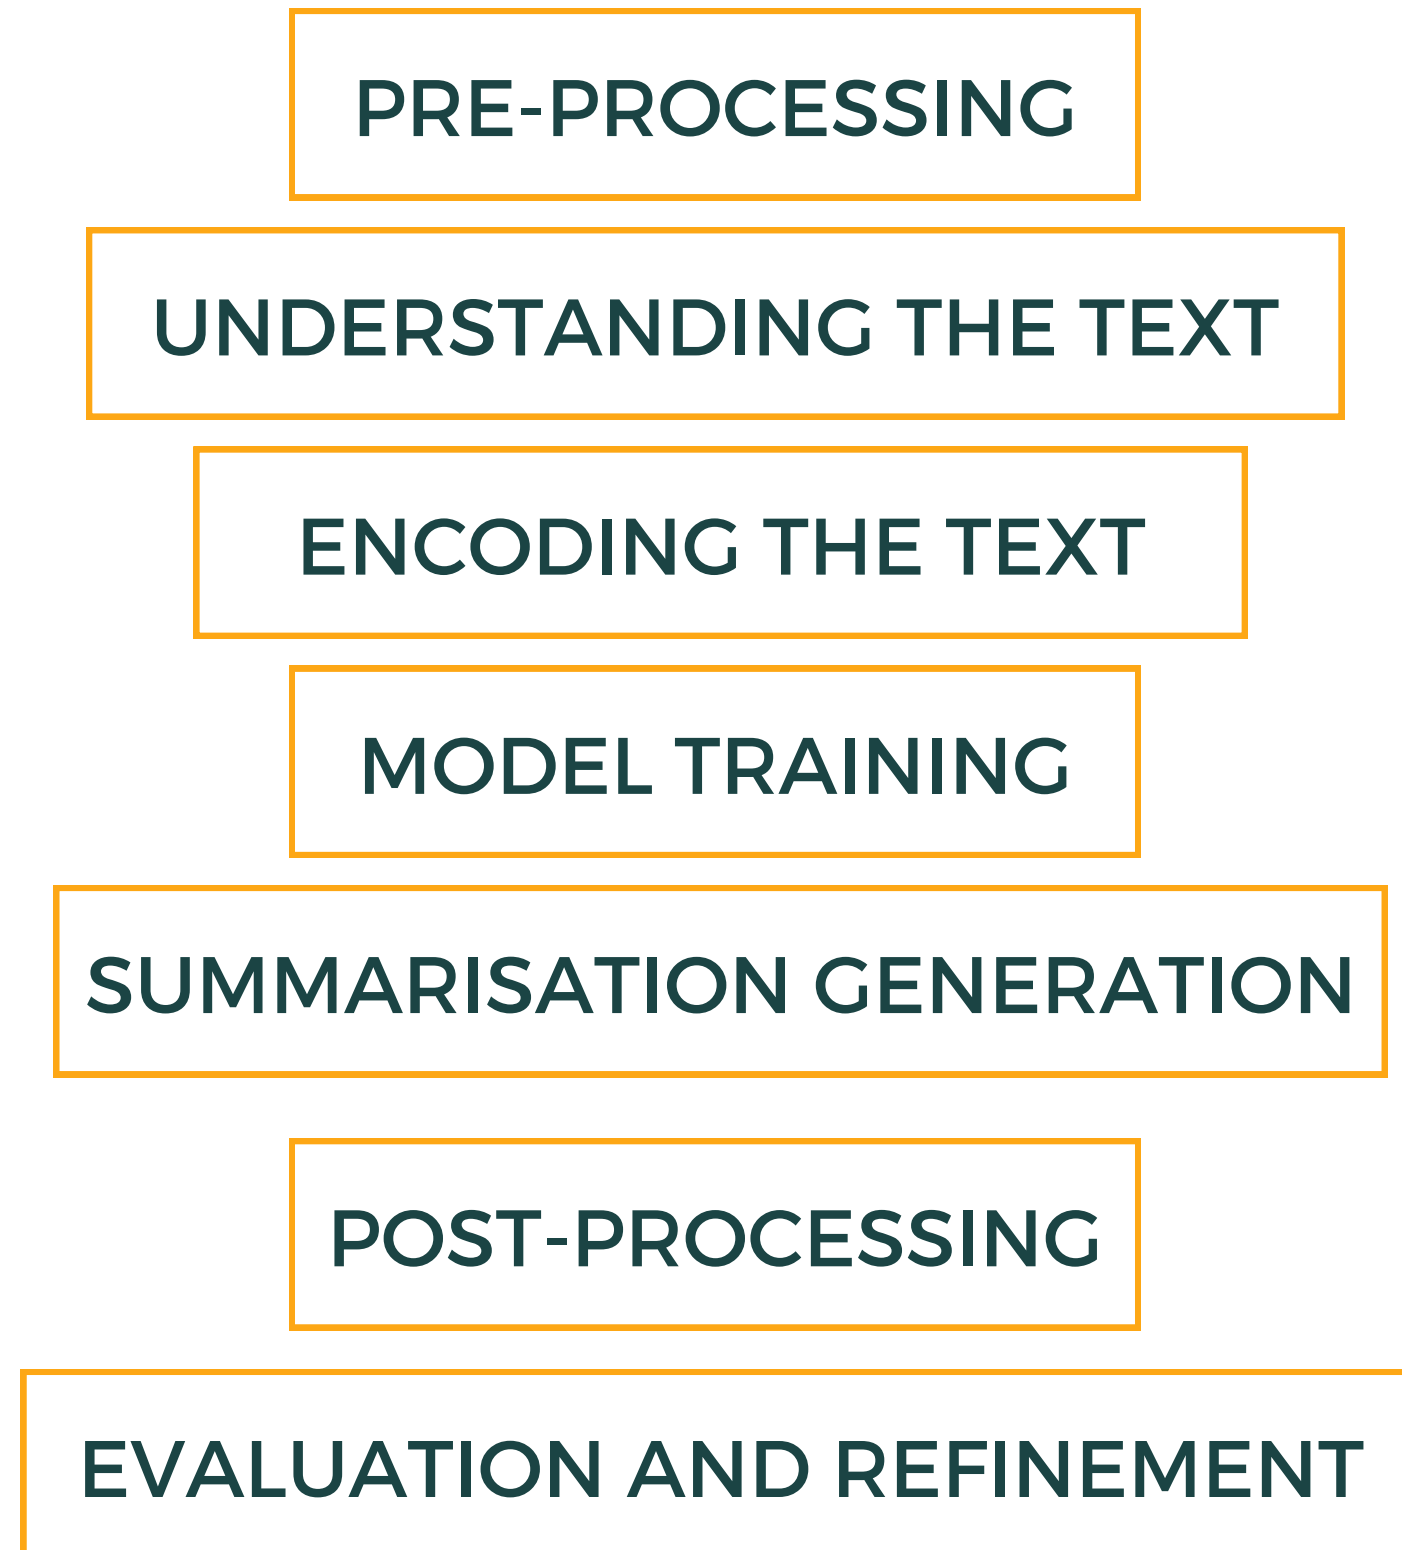 PRE-PROCESSING
UNDERSTANDING THE TEXT
ENCODING THE TEXT
MODEL TRAINING
SUMMARISATION GENERATION
POST-PROCESSING
EVALUATION AND REFINEMENT